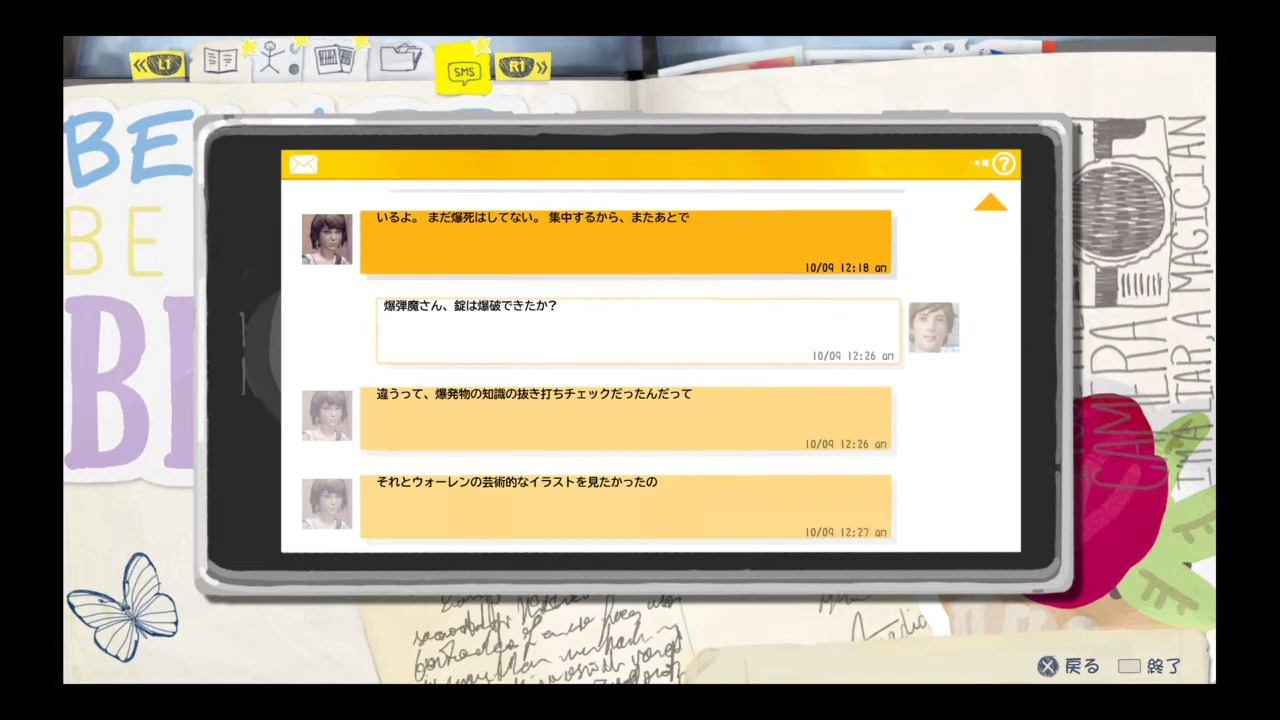 LT
SMS
R1
BE
BE
いるよ。 まだ爆死はしてない。 集中するから、またあとで
10/09 12:18 am
爆弾魔さん、錠は爆破できたか?
10/09 12:26 am
違うって、爆発物の知識の抜き打ちチェックだったんだって
10/09 12:26 am
それとウォーレンの芸術的なイラストを見たかったの
10/09 12:27 am
CAMERA
LIAR, A MAGICIAN
戻る
終了